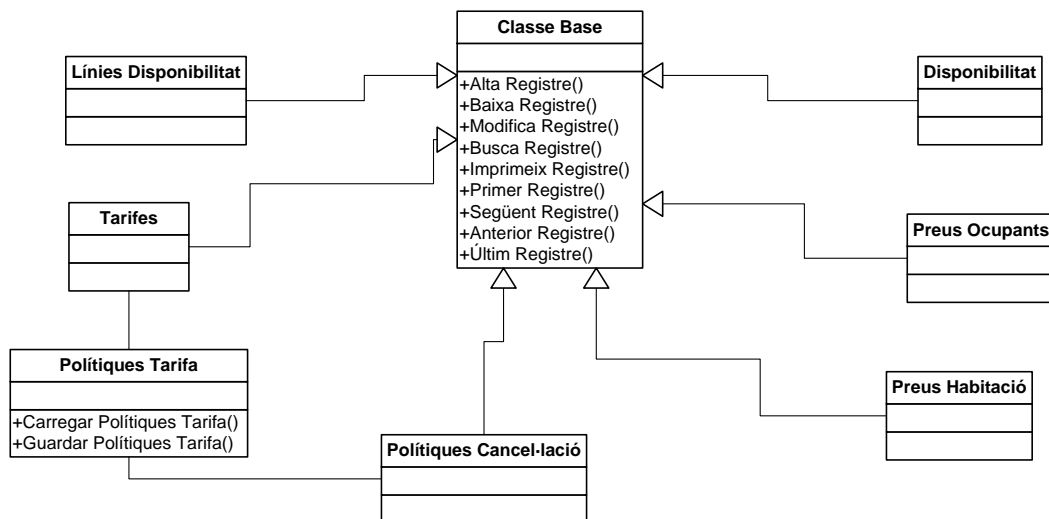 Classe Base
+Alta Registre()
+Baixa Registre()
+Modifica Registre()
+Busca Registre()
+Imprimeix Registre()
+Primer Registre()
+Següent Registre()
+Anterior Registre()
+Últim Registre()
Línies Disponibilitat
Disponibilitat
Tarifes
Preus Ocupants
Polítiques Tarifa
+Carregar Polítiques Tarifa()
+Guardar Polítiques Tarifa()
Preus Habitació
Polítiques Cancel·lació